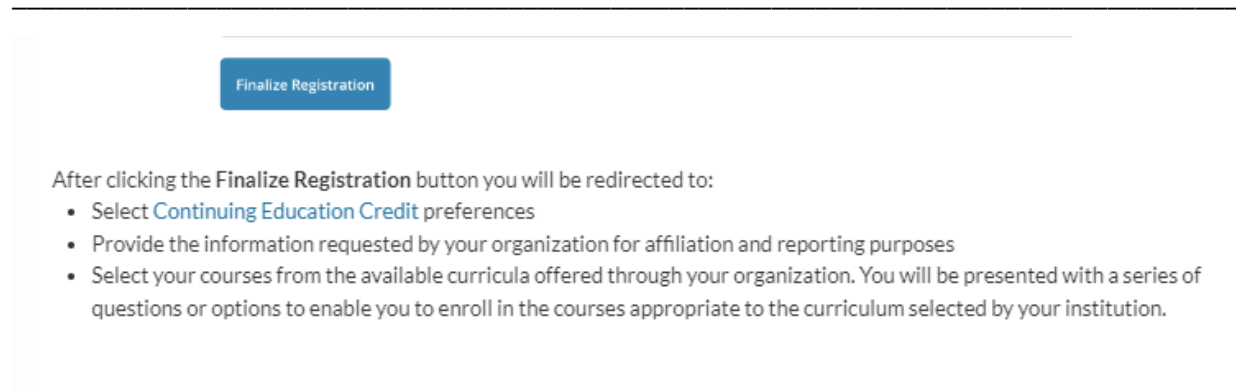 Finalize Registration
After clicking the Finalize Registration button you will be redirected to:
• Select Continuing Education Credit preferences
• Provide the information requested by your organization for affiliation and reporting purposes
• Select your courses from the available curricula offered through your organization. You will be presented with a series of
questions or options to enable you to enroll in the courses appropriate to the curriculum selected by your institution.